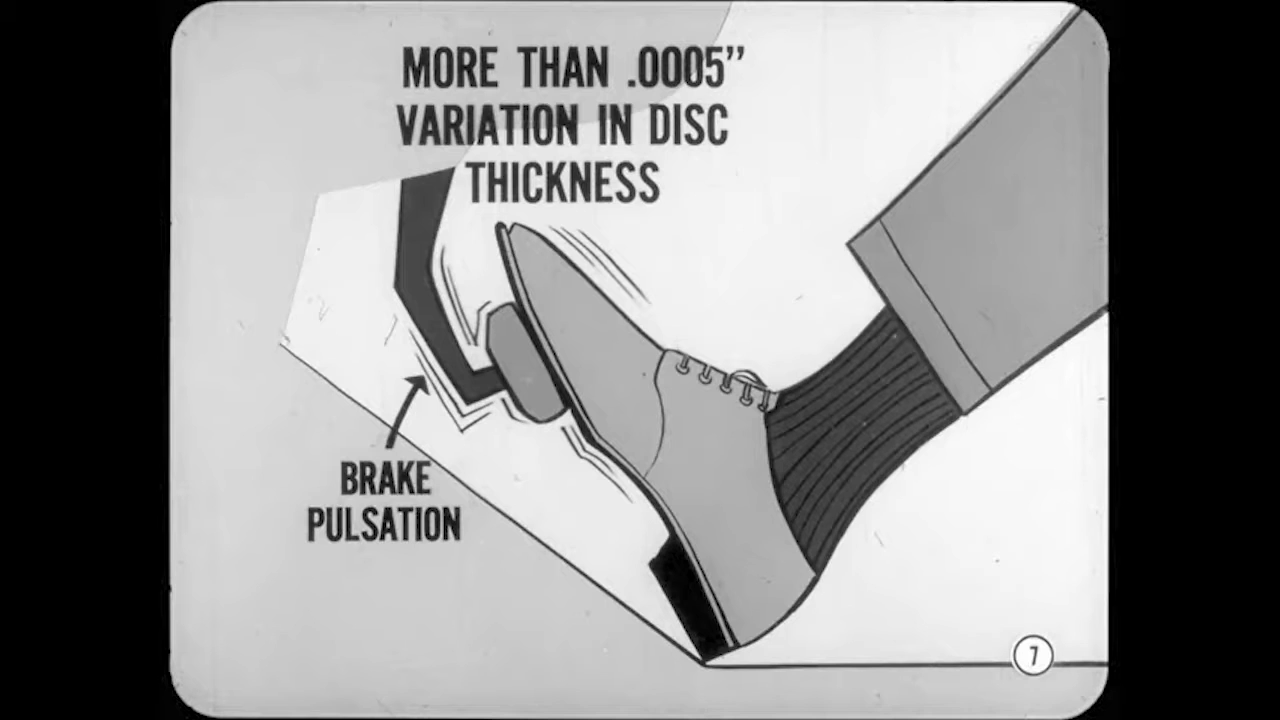 MORE THAN .0005”
VARIATION IN DISC
THICKNESS
BRAKE
PULSATION
7